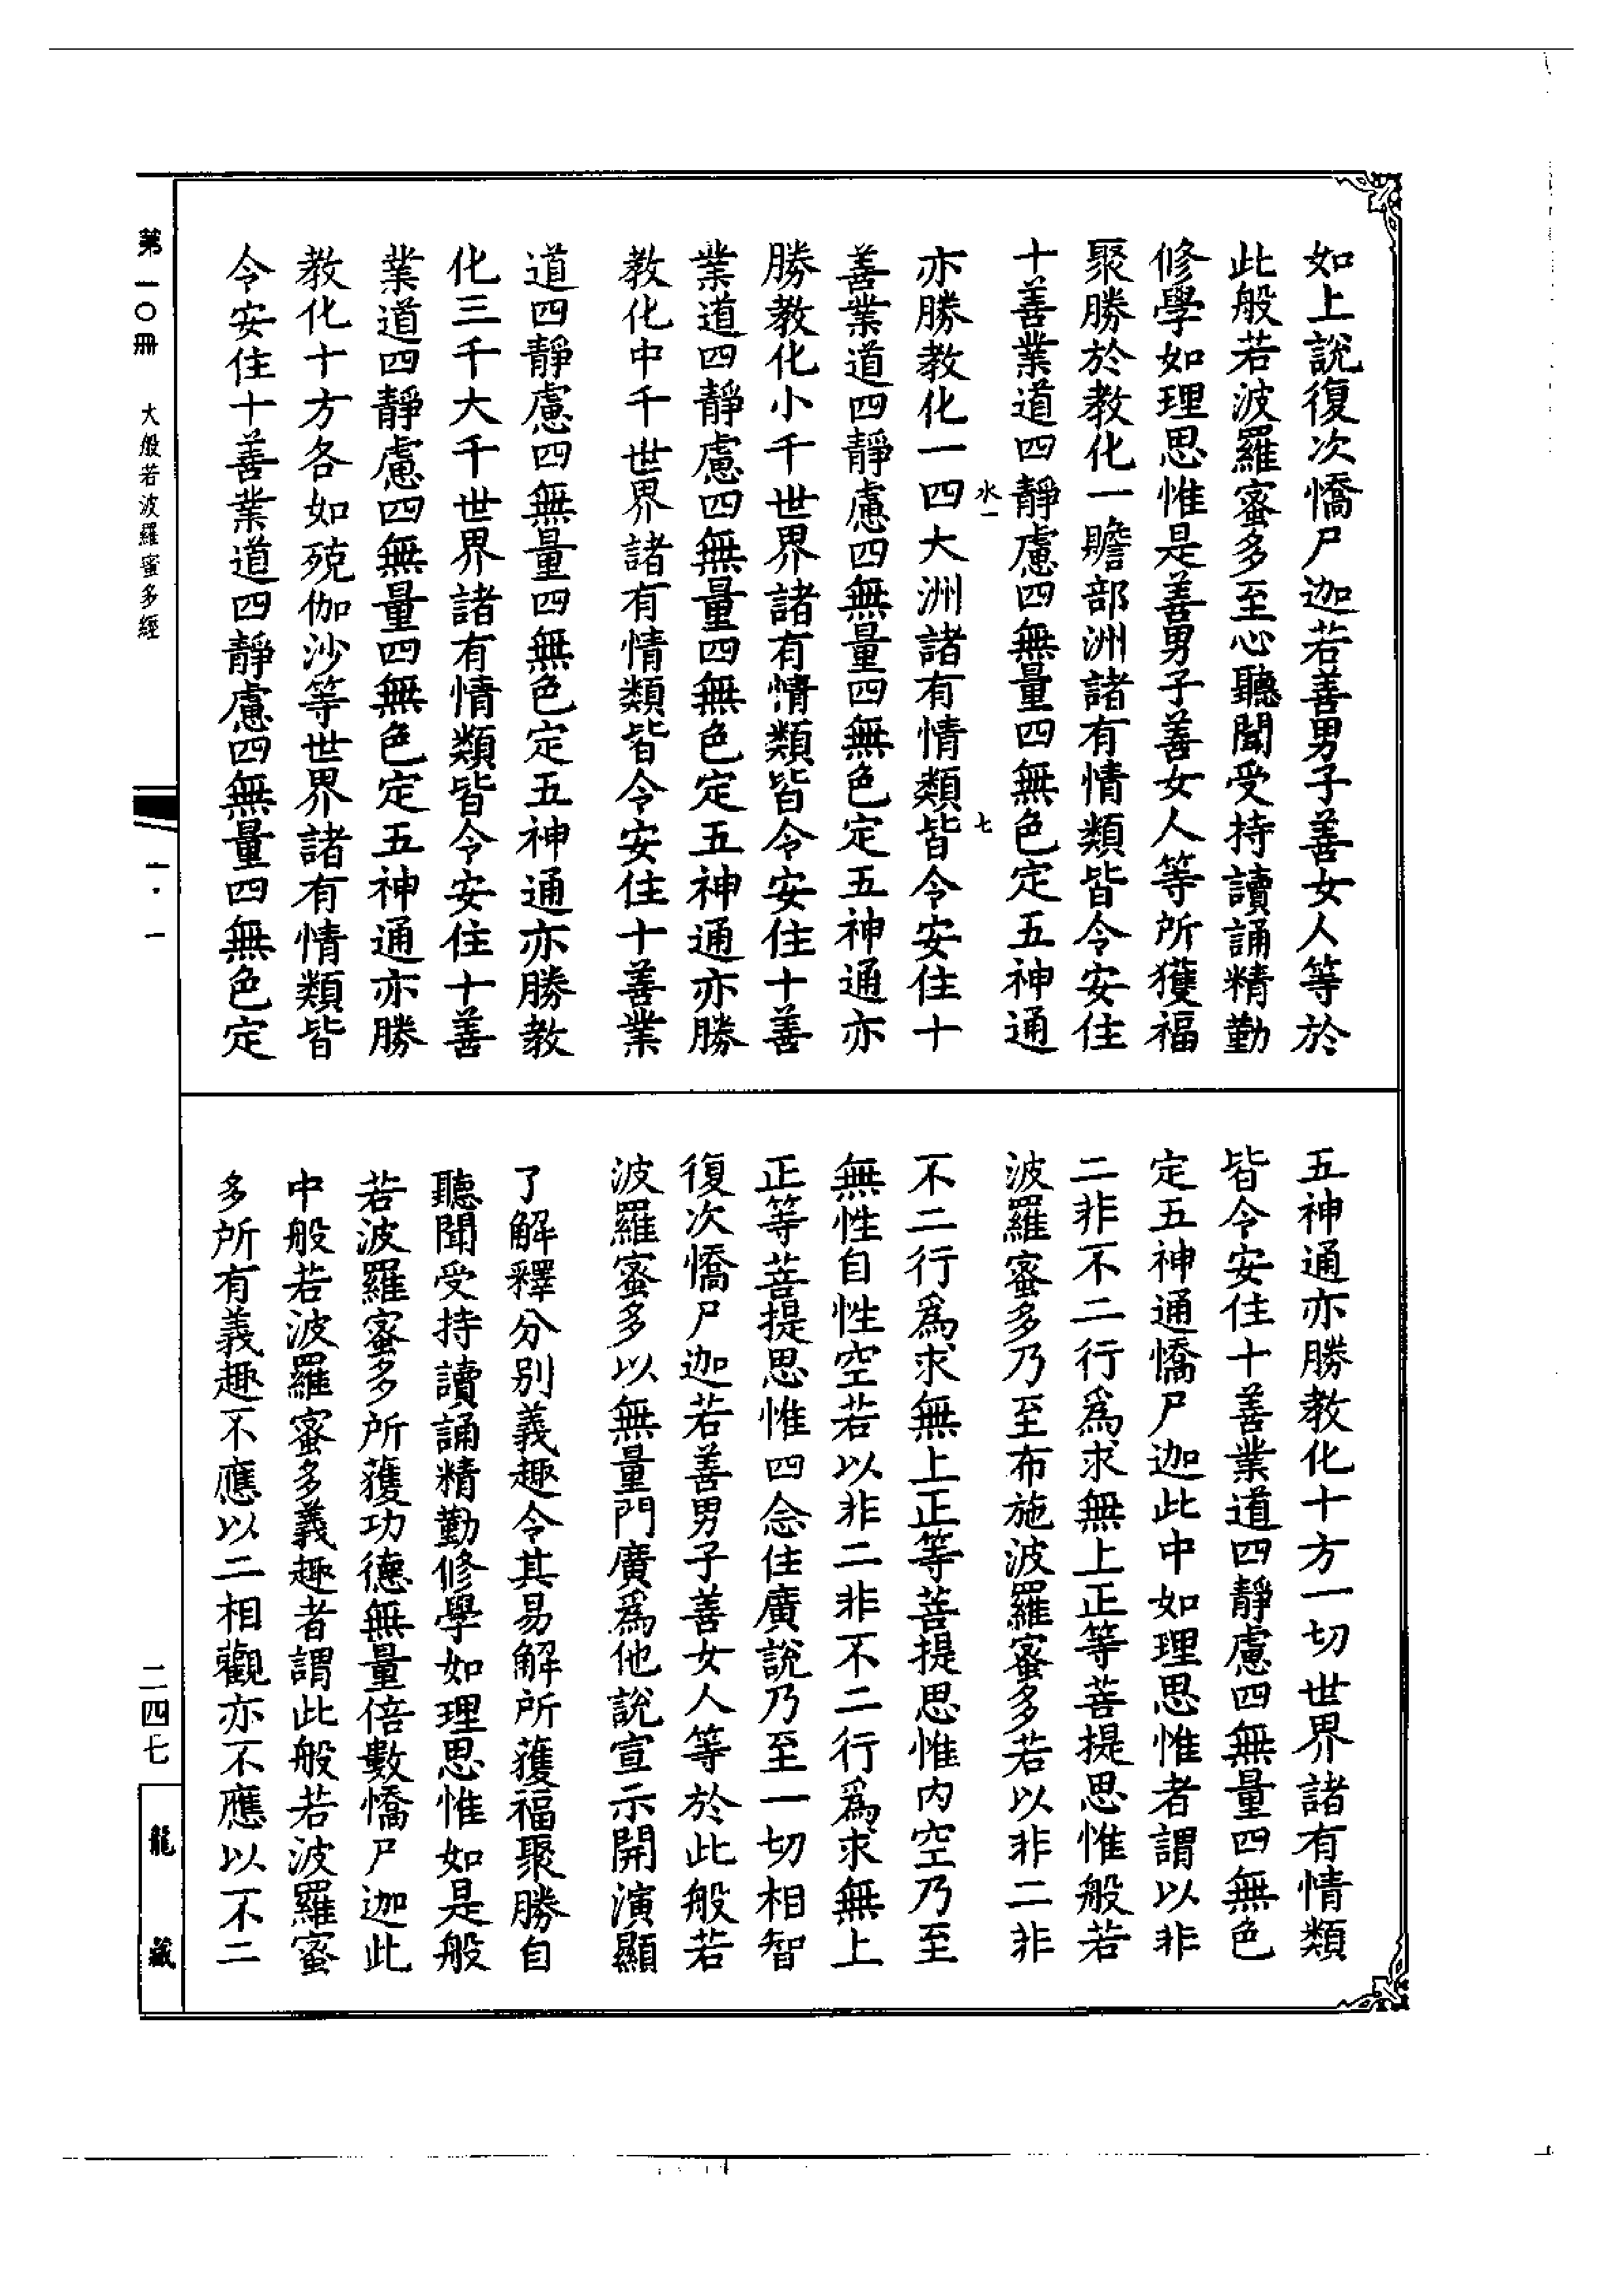 如上說復次憍尸迦若善男子善女人等於
此般若波羅蜜多至心聽聞受持讀誦精勤
修學如理思惟是善男子善女人等所獲福
聚勝於教化一贍部洲諸有情類皆令安住
十善業道四靜慮四無量四無色定五神通
水一
七
亦勝教化一四大洲諸有情類皆令安住十
善業道四靜慮四無量四無色定五神通亦
勝教化小千世界諸有情類皆令安住十善
業道四靜慮四無量四無色定五神通亦勝
教化中千世界諸有情類皆令安住十善業
道四靜慮四無量四無色定五神通亦勝教
化三千大千世界諸有情類皆令安住十善
業道四靜慮四無量四無色定五神通亦勝
教化十方各如殑伽沙等世界諸有情類皆
令安住十善業道四靜慮四無量四無色定
五神通亦勝教化十方一切世界諸有情類
皆令安住十善業道四靜慮四無量四無色
定五神通憍尸迦此中如理思惟者謂以非
二非不二行爲求無上正等菩提思惟般若
波羅蜜多乃至布施波羅蜜多若以非二非
不二行爲求無上正等菩提思惟内空乃至
無性自性空若以非二非不二行爲求無上
正等菩提思惟四念住廣說乃至一切相智
復次憍尸迦若善男子善女人等於此般若
波羅蜜多以無量門廣爲他說宣示開演顯
了解釋分別義趣令其易解所獲福聚勝自
聽聞受持讀誦精勤修學如理思惟如是般
若波羅蜜多所獲功德無量倍數憍尸迦此
中般若波羅蜜多義趣者謂此般若波羅蜜
多所有義趣不應以二相觀亦不應以不二
第一〇冊
大般若波羅蜜多經
一·一
二四七
龍藏